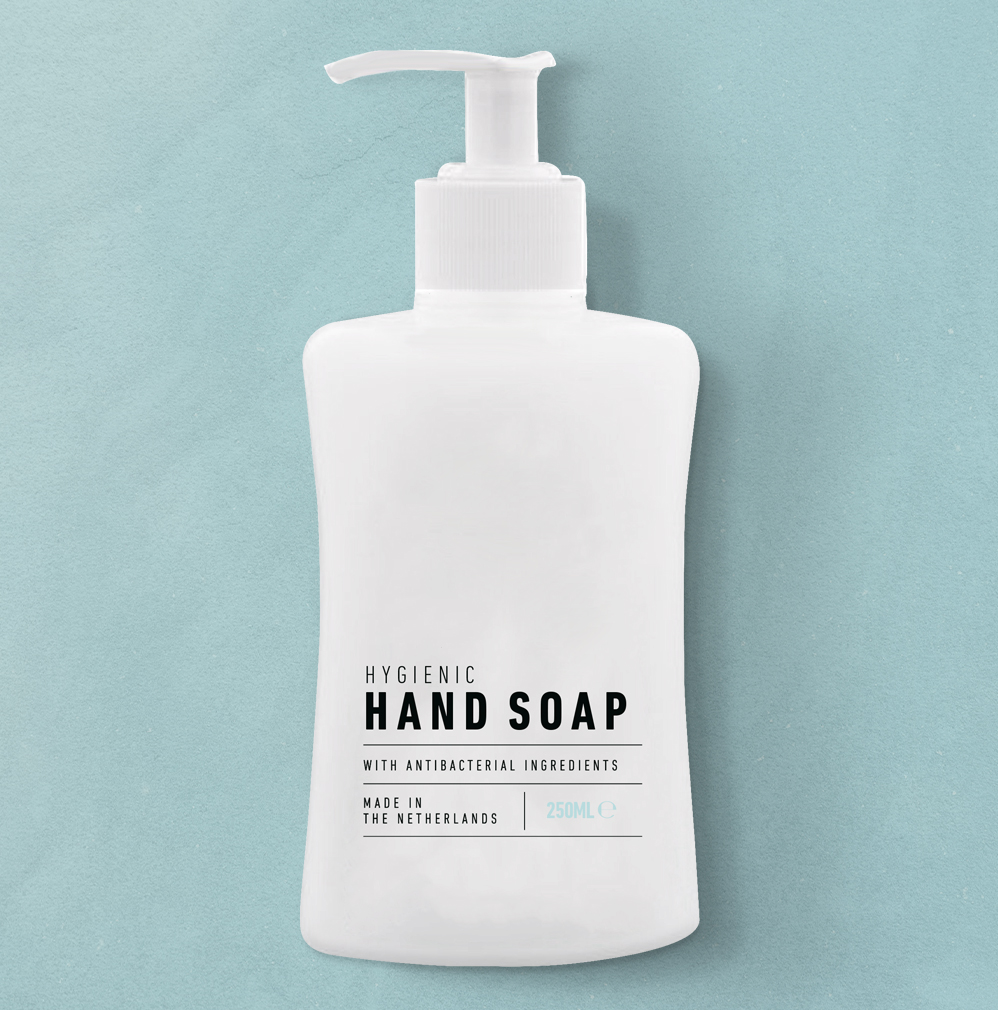 HYGIENIC
HAND SOAP
WITH ANTIBACTERIAL INGREDIENTS
MADE IN
THE NETHERLANDS
250ML ℮